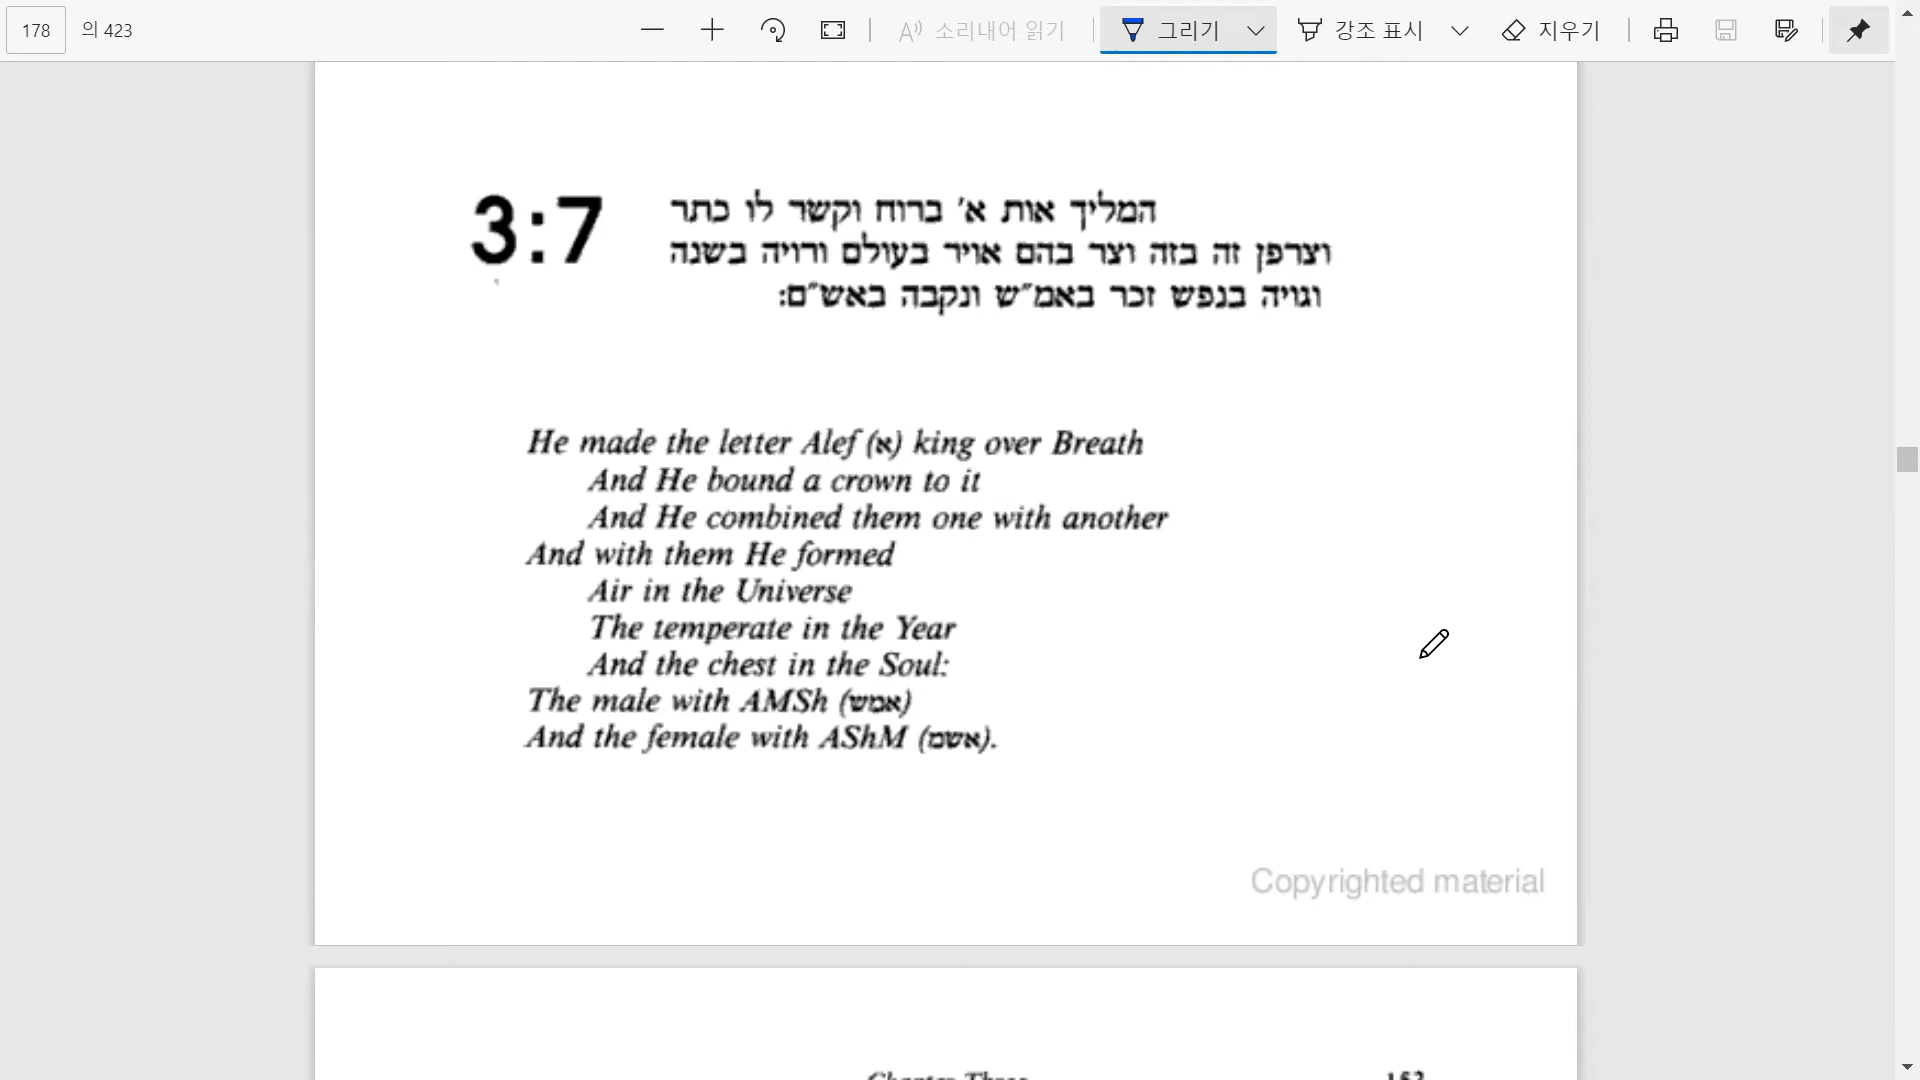 178 의 423 소리내어 읽기 그리기 강조 표시 지우기
3:7
המליך אות א׳ ברוח וקשר לו כתר
וצרפן זה בזה וצר בהם אויר בעולם ורויה בשנה
וגויה בנפש זכר באמ״ש ונקבה באש״ם:
He made the letter Alef (א) king over Breath
And He bound a crown to it
And He combined them one with another
And with them He formed
Air in the Universe
The temperate in the Year
And the chest in the Soul:
The male with AMSh (אמש)
And the female with AShM (אשמ).
Copyrighted material
Chapter Three 153